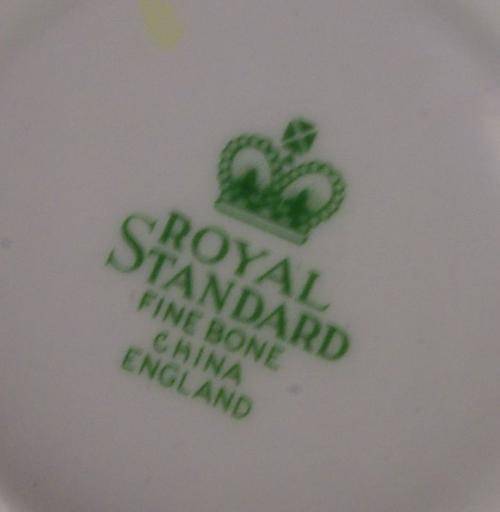 ROYAL
STANDARD
FINE BONE
CHINA
ENGLAND